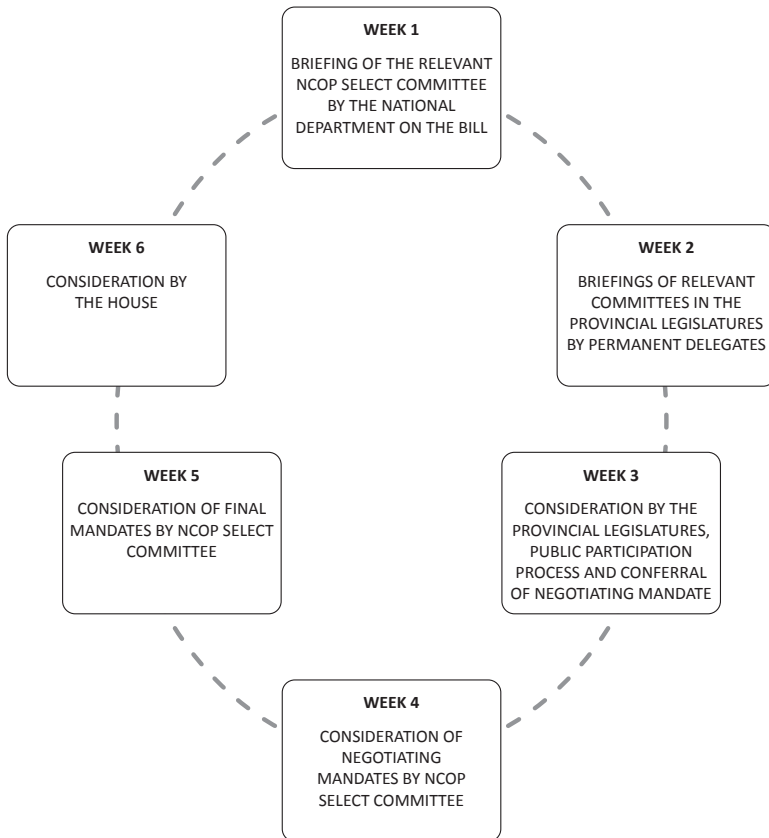 WEEK 1
BRIEFING OF THE RELEVANT
NCOP SELECT COMMITTEE
BY THE NATIONAL
DEPARTMENT ON THE BILL
WEEK 2
BRIEFINGS OF RELEVANT
COMMITTEES IN THE
PROVINCIAL LEGISLATURES
BY PERMANENT DELEGATES
WEEK 3
CONSIDERATION BY THE
PROVINCIAL LEGISLATURES,
PUBLIC PARTICIPATION
PROCESS AND CONFERRAL
OF NEGOTIATING MANDATE
WEEK 4
CONSIDERATION OF
NEGOTIATING
MANDATES BY NCOP
SELECT COMMITTEE
WEEK 5
CONSIDERATION OF FINAL
MANDATES BY NCOP SELECT
COMMITTEE
WEEK 6
CONSIDERATION BY
THE HOUSE